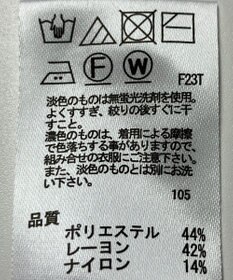 F W
F23T
淡色のものは無蛍光洗剤を使用。
よくすすぎ、絞りの後すぐに干
すこと。
濃色のものは、着用による摩擦
で色落ちする事がありますので、
組み合せの衣服にご注意下さい。
また、淡色のものとは別にお洗
い下さい。
105
品質
ポリエステル 44%
レーヨン 42%
ナイロン 14%